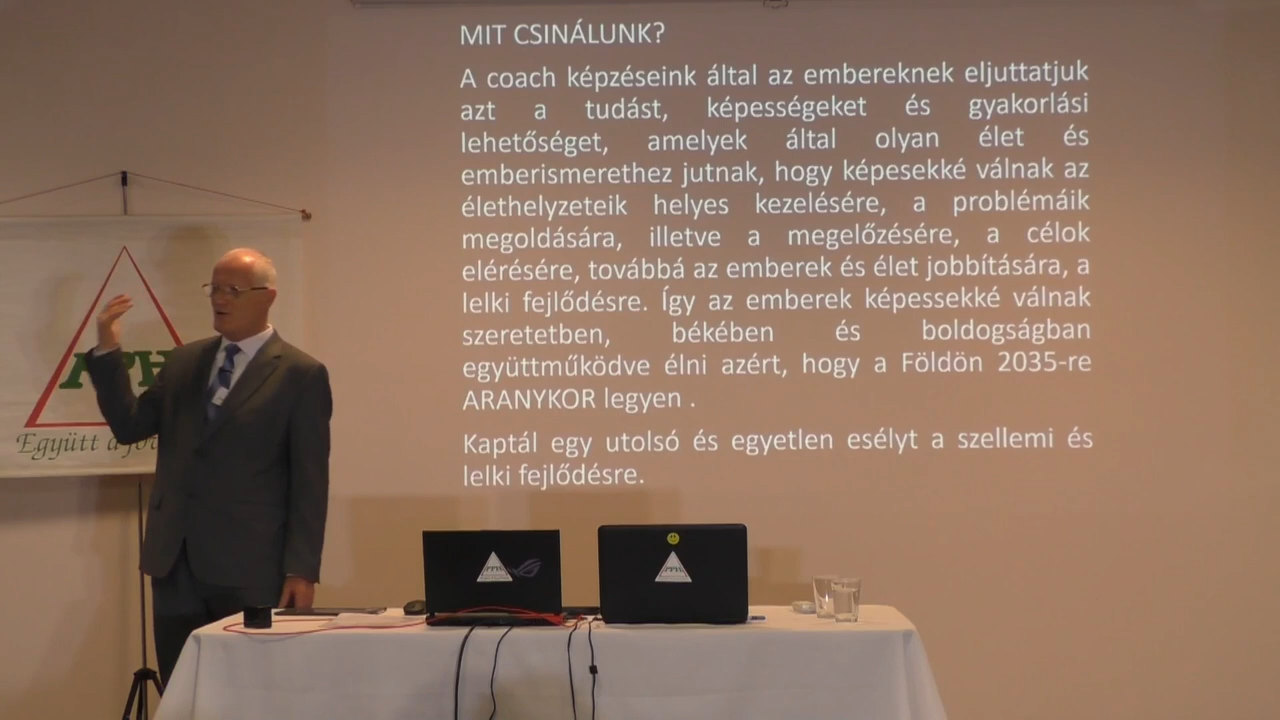 MIT CSINÁLUNK?
A coach képzéseink által az embereknek eljuttatjuk
azt a tudást, képességeket és gyakorlási
lehetőséget, amelyek által olyan élet és
emberismerethez jutnak, hogy képesekké válnak az
élethelyzeteik helyes kezelésére, a problémáik
megoldására, illetve a megelőzésére, a célok
elérésére, továbbá az emberek és élet jobbítására, a
lelki fejlődésre. Így az emberek képessekké válnak
szeretetben, békében és boldogságban
együttműködve élni azért, hogy a Földön 2035-re
ARANYKOR legyen .
Kaptál egy utolsó és egyetlen esélyt a szellemi és
lelki fejlődésre.
Együtt